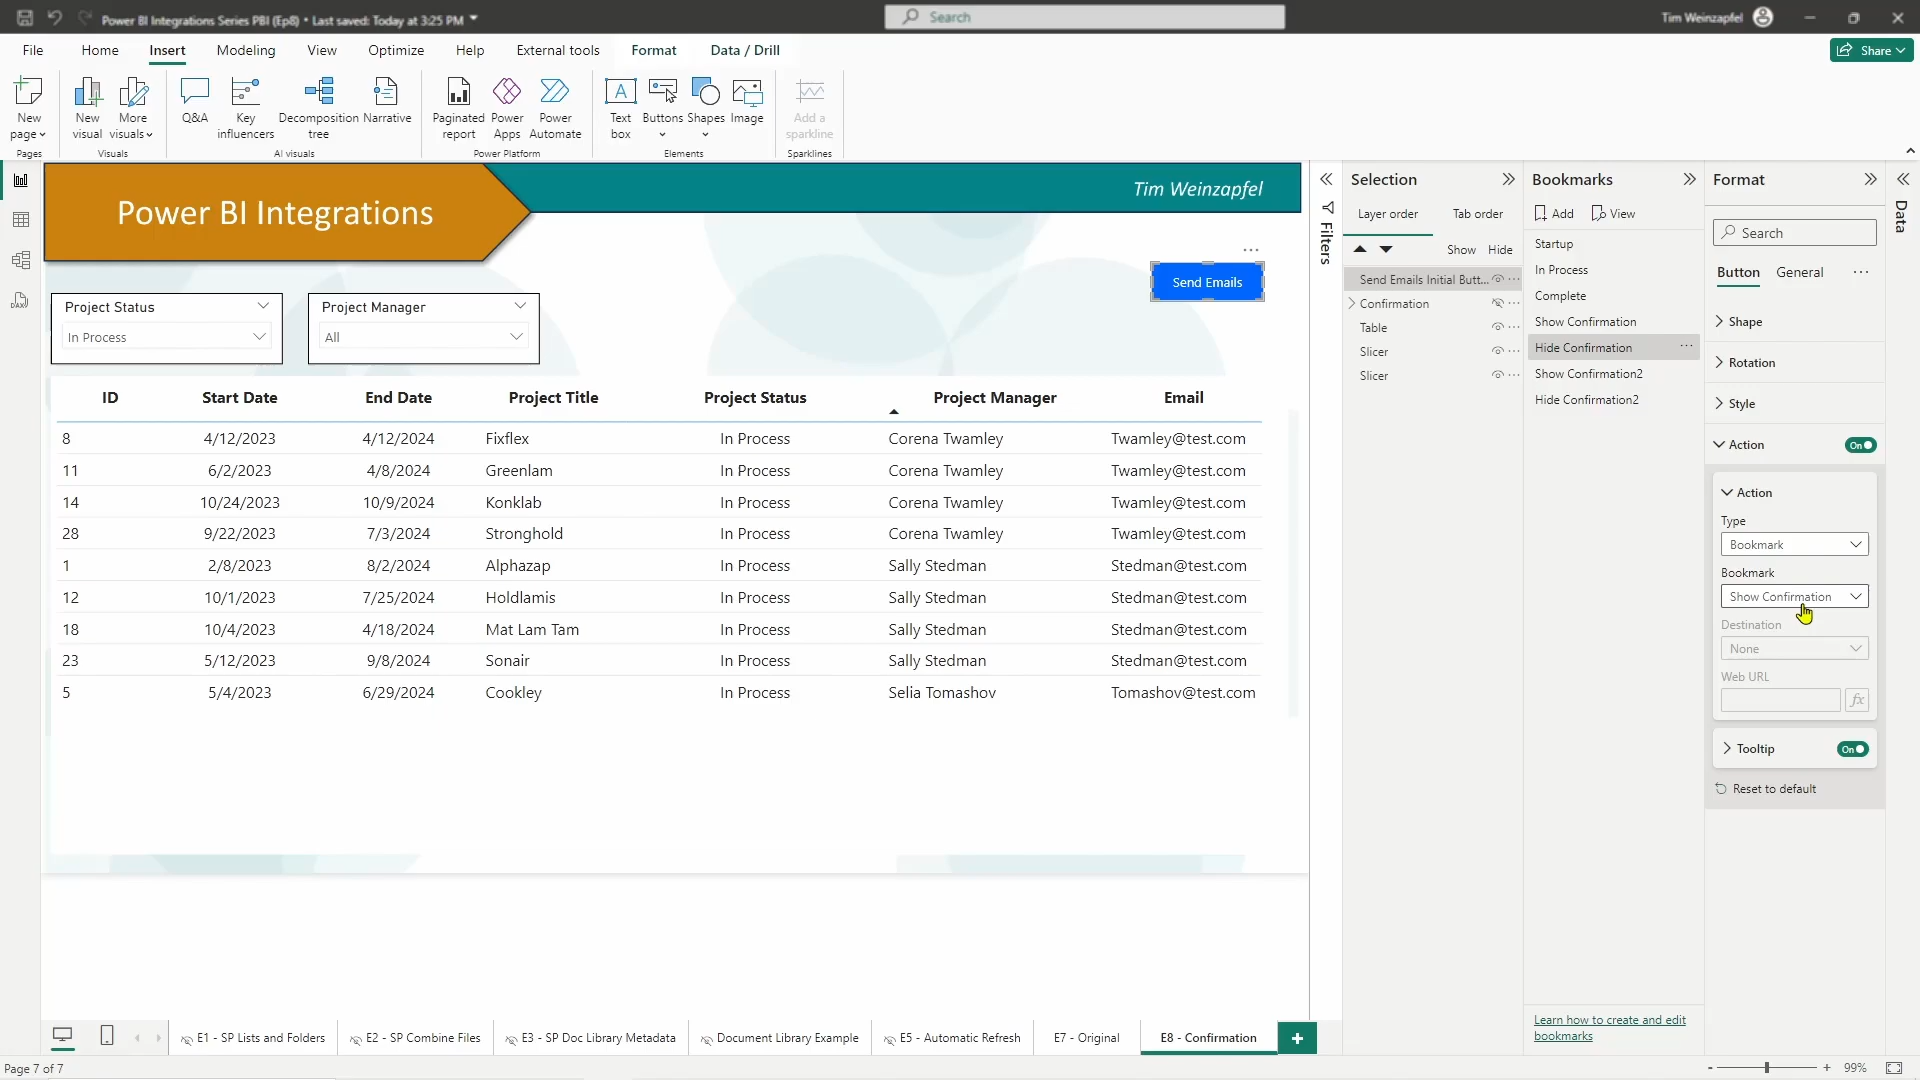 Power BI Integrations Series PBI (Ep8) • Last saved: Today at 3:25 PM
Search
Tim Weinzapfel
File Home Insert Modeling View Optimize Help External tools Format Data / Drill
Share
New page
New visual
More visuals
Q&A
Key influencers
Decomposition tree
Narrative
Paginated report
Power Apps
Power Automate
Text box
Buttons
Shapes
Image
Add a sparkline
Pages
Visuals
AI visuals
Power Platform
Elements
Sparklines
Power BI Integrations
Tim Weinzapfel
Send Emails
Project Status
In Process
Project Manager
All
ID Start Date End Date Project Title Project Status Project Manager Email
8 4/12/2023 4/12/2024 Fixflex In Process Corena Twamley Twamley@test.com
11 6/2/2023 4/8/2024 Greenlam In Process Corena Twamley Twamley@test.com
14 10/24/2023 10/9/2024 Konklab In Process Corena Twamley Twamley@test.com
28 9/22/2023 7/3/2024 Stronghold In Process Corena Twamley Twamley@test.com
1 2/8/2023 8/2/2024 Alphazap In Process Sally Stedman Stedman@test.com
12 10/1/2023 7/25/2024 Holdlamis In Process Sally Stedman Stedman@test.com
18 10/4/2023 4/18/2024 Mat Lam Tam In Process Sally Stedman Stedman@test.com
23 5/12/2023 9/8/2024 Sonair In Process Sally Stedman Stedman@test.com
5 5/4/2023 6/29/2024 Cookley In Process Selia Tomashov Tomashov@test.com
Filters
Selection
Layer order Tab order
Show Hide
Send Emails Initial Butt...
Confirmation
Table
Slicer
Slicer
Bookmarks
Add View
Startup
In Process
Complete
Show Confirmation
Hide Confirmation
Show Confirmation2
Hide Confirmation2
Learn how to create and edit
bookmarks
Format
Search
Button General
Shape
Rotation
Style
Action On
Action
Type
Bookmark
Bookmark
Show Confirmation
Destination
None
Web URL
fx
Tooltip On
Reset to default
Data
E1 - SP Lists and Folders
E2 - SP Combine Files
E3 - SP Doc Library Metadata
Document Library Example
E5 - Automatic Refresh
E7 - Original
E8 - Confirmation
+
Page 7 of 7
- + 99%